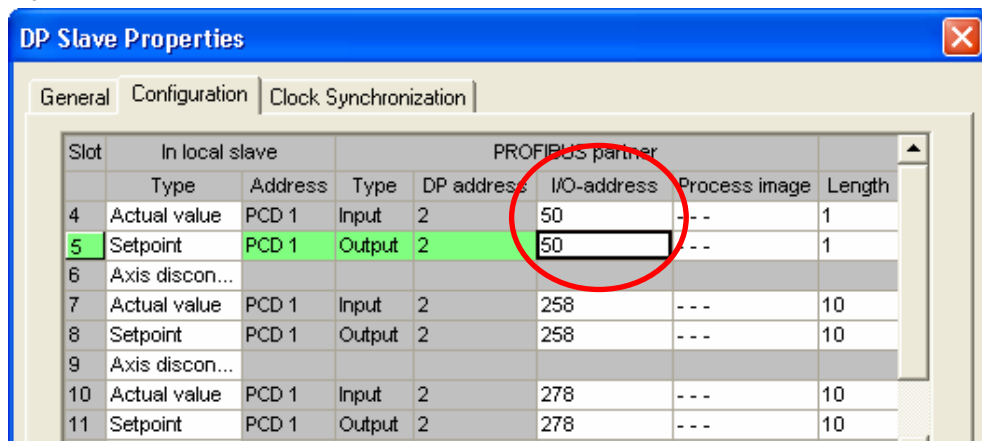 DP Slave Properties
General Configuration Clock Synchronization
Slot In local slave PROFIBUS partner
Type Address Type DP address I/O-address Process image Length
4 Actual value PCD 1 Input 2 50 - - - 1
5 Setpoint PCD 1 Output 2 50 - - - 1
6 Axis discon...
7 Actual value PCD 1 Input 2 258 - - - 10
8 Setpoint PCD 1 Output 2 258 - - - 10
9 Axis discon...
10 Actual value PCD 1 Input 2 278 - - - 10
11 Setpoint PCD 1 Output 2 278 - - - 10